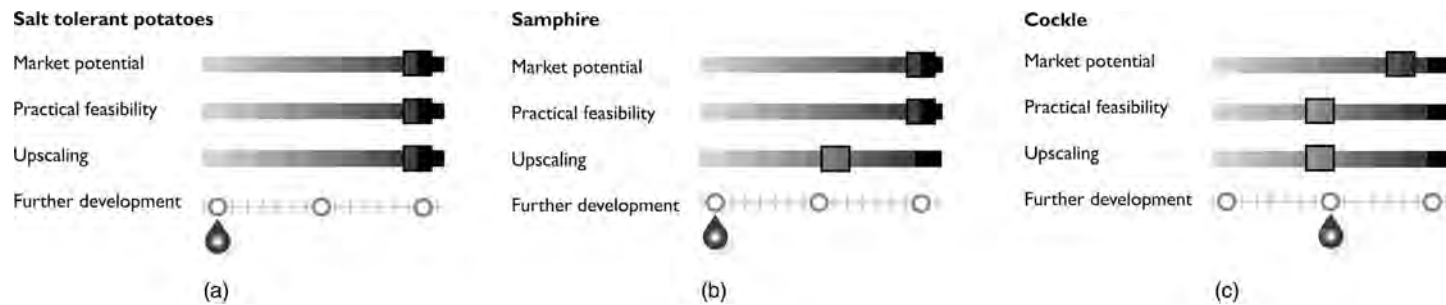 Salt tolerant potatoes
Market potential
Practical feasibility
Upscaling
Further development
(a)
Samphire
Market potential
Practical feasibility
Upscaling
Further development
(b)
Cockle
Market potential
Practical feasibility
Upscaling
Further development
(c)